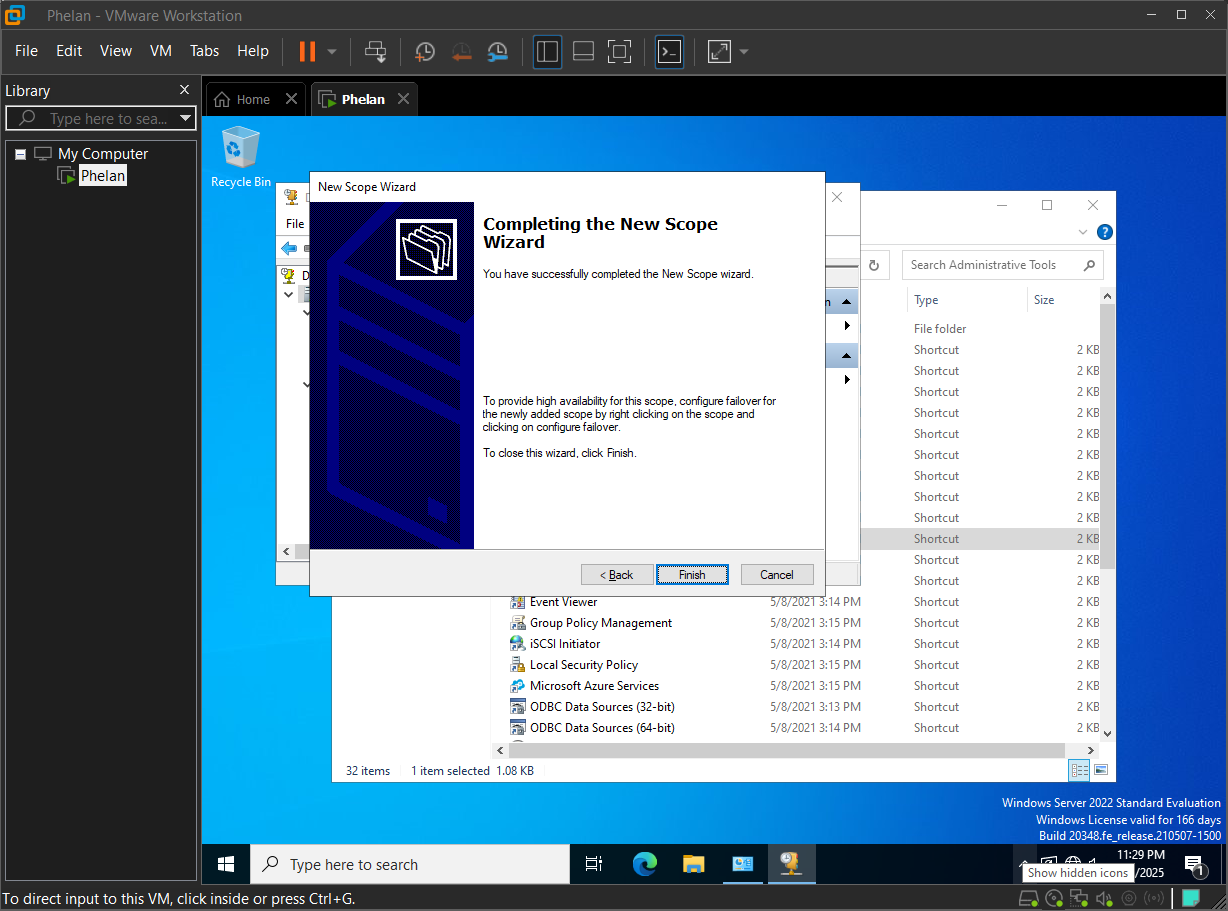 Phelan - VMware Workstation
File Edit View VM Tabs Help
Library
Home
Phelan
Type here to sea...
My Computer
Phelan
Recycle Bin
New Scope Wizard
File
D
Completing the New Scope
Wizard
You have successfully completed the New Scope wizard.
To provide high availability for this scope, configure failover for
the newly added scope by right clicking on the scope and
clicking on configure failover.
To close this wizard, click Finish.
< Back
Finish
Cancel
n
Search Administrative Tools
Type Size
File folder
Shortcut 2 KB
Shortcut 2 KB
Shortcut 2 KB
Shortcut 2 KB
Shortcut 2 KB
Shortcut 2 KB
Shortcut 2 KB
Shortcut 2 KB
Shortcut 2 KB
Shortcut 2 KB
Shortcut 2 KB
Shortcut 2 KB
Event Viewer 5/8/2021 3:14 PM Shortcut 2 KB
Group Policy Management 5/8/2021 3:15 PM Shortcut 2 KB
iSCSI Initiator 5/8/2021 3:14 PM Shortcut 2 KB
Local Security Policy 5/8/2021 3:15 PM Shortcut 2 KB
Microsoft Azure Services 5/8/2021 3:15 PM Shortcut 2 KB
ODBC Data Sources (32-bit) 5/8/2021 3:13 PM Shortcut 2 KB
ODBC Data Sources (64-bit) 5/8/2021 3:14 PM Shortcut 2 KB
32 items 1 item selected 1.08 KB
Windows Server 2022 Standard Evaluation
Windows License valid for 166 days
Build 20348.fe_release.210507-1500
Type here to search
11:29 PM
/2025
Show hidden icons
1
To direct input to this VM, click inside or press Ctrl+G.